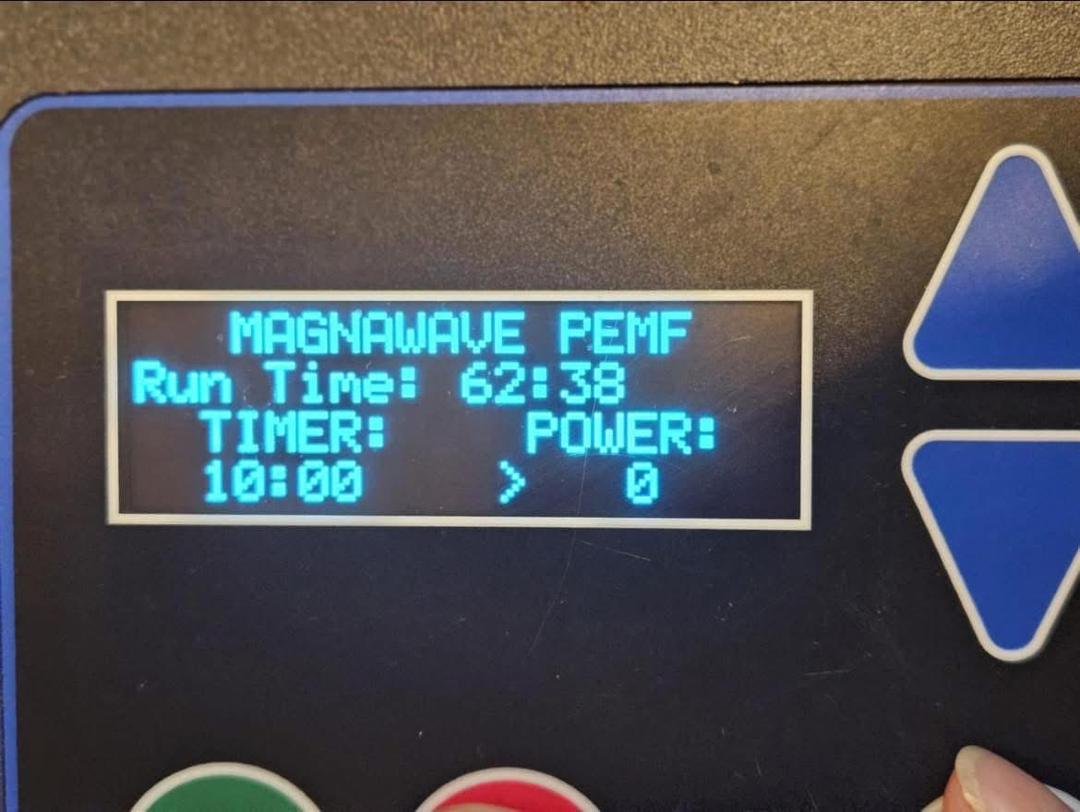 MAGNAWAVE PEMF
Run Time: 62:38
TIMER: POWER:
10:00 > 0